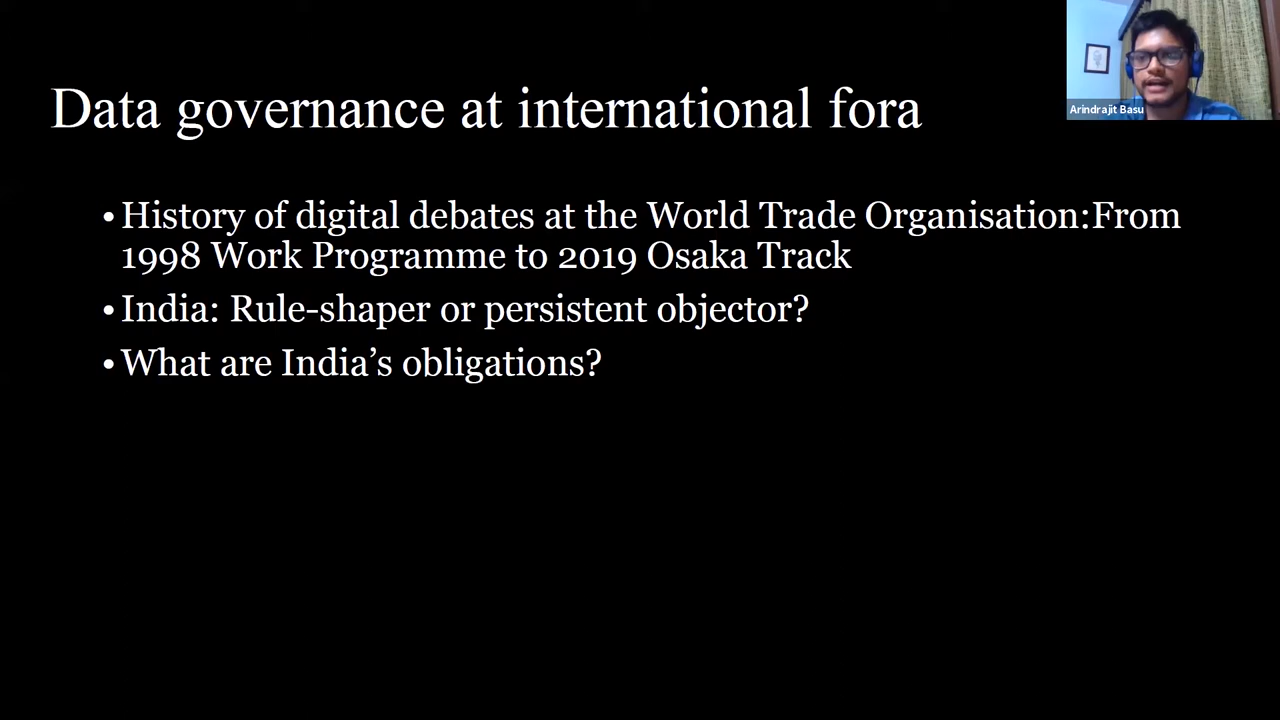 Data governance at international fora
Arindrajit Basu
•History of digital debates at the World Trade Organisation:From
1998 Work Programme to 2019 Osaka Track
•India: Rule-shaper or persistent objector?
•What are India’s obligations?